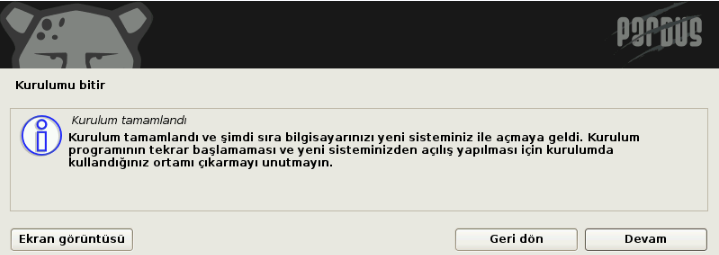 PARDUS
Kurulumu bitir
Kurulum tamamlandı
Kurulum tamamlandı ve şimdi sıra bilgisayarınızı yeni sisteminiz ile açmaya geldi. Kurulum
programının tekrar başlamaması ve yeni sisteminizden açılış yapılması için kurulumda
kullandığınız ortamı çıkarmayı unutmayın.
Ekran görüntüsü
Geri dön
Devam